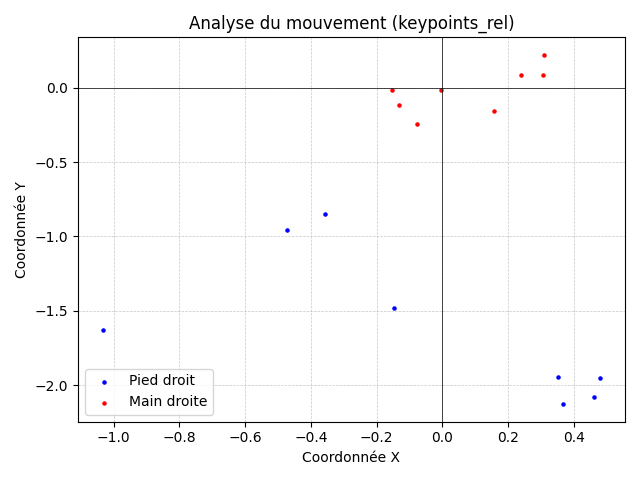 Analyse du mouvement (keypoints_rel)
0.0
−0.5
−1.0
−1.5
−2.0
Coordonnée Y
Pied droit
Main droite
−1.0 −0.8 −0.6 −0.4 −0.2 0.0 0.2 0.4
Coordonnée X